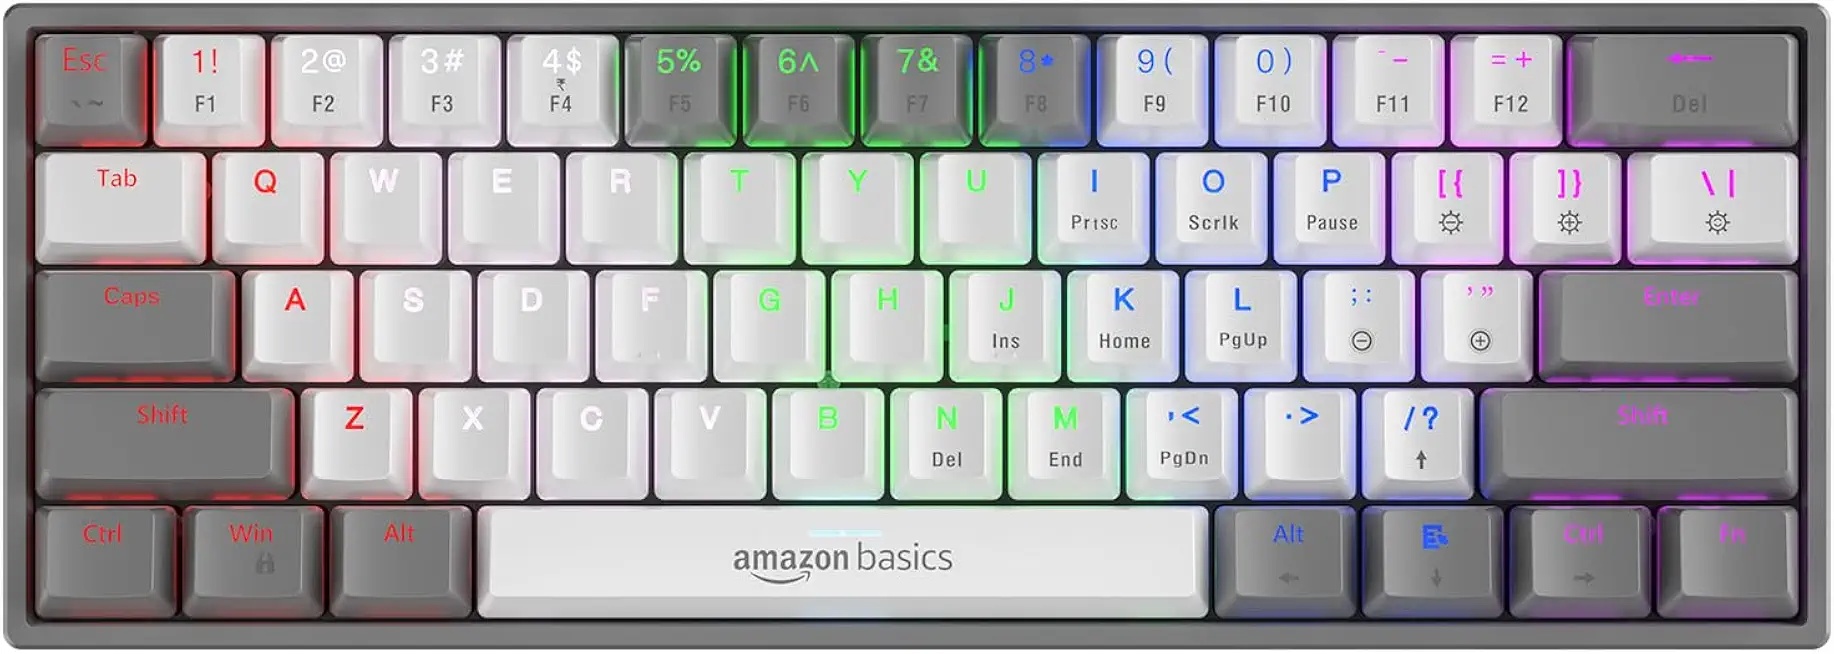 Esc 1! 2@ 3# 4$ 5% 6^ 7& 8* 9( 0) -_ =+ ←
`~ F1 F2 F3 ₹ F4 F5 F6 F7 F8 F9 F10 F11 F12 Del
Tab Q W E R T Y U I O P [{ ]} \|
Prtsc Scrlk Pause
Caps A S D F G H J K L ;: '" Enter
Ins Home PgUp
Shift Z X C V B N M ,< .> /? Shift
Del End PgDn ↑
Ctrl Win Alt amazon basics Alt Ctrl Fn
← ↓ →